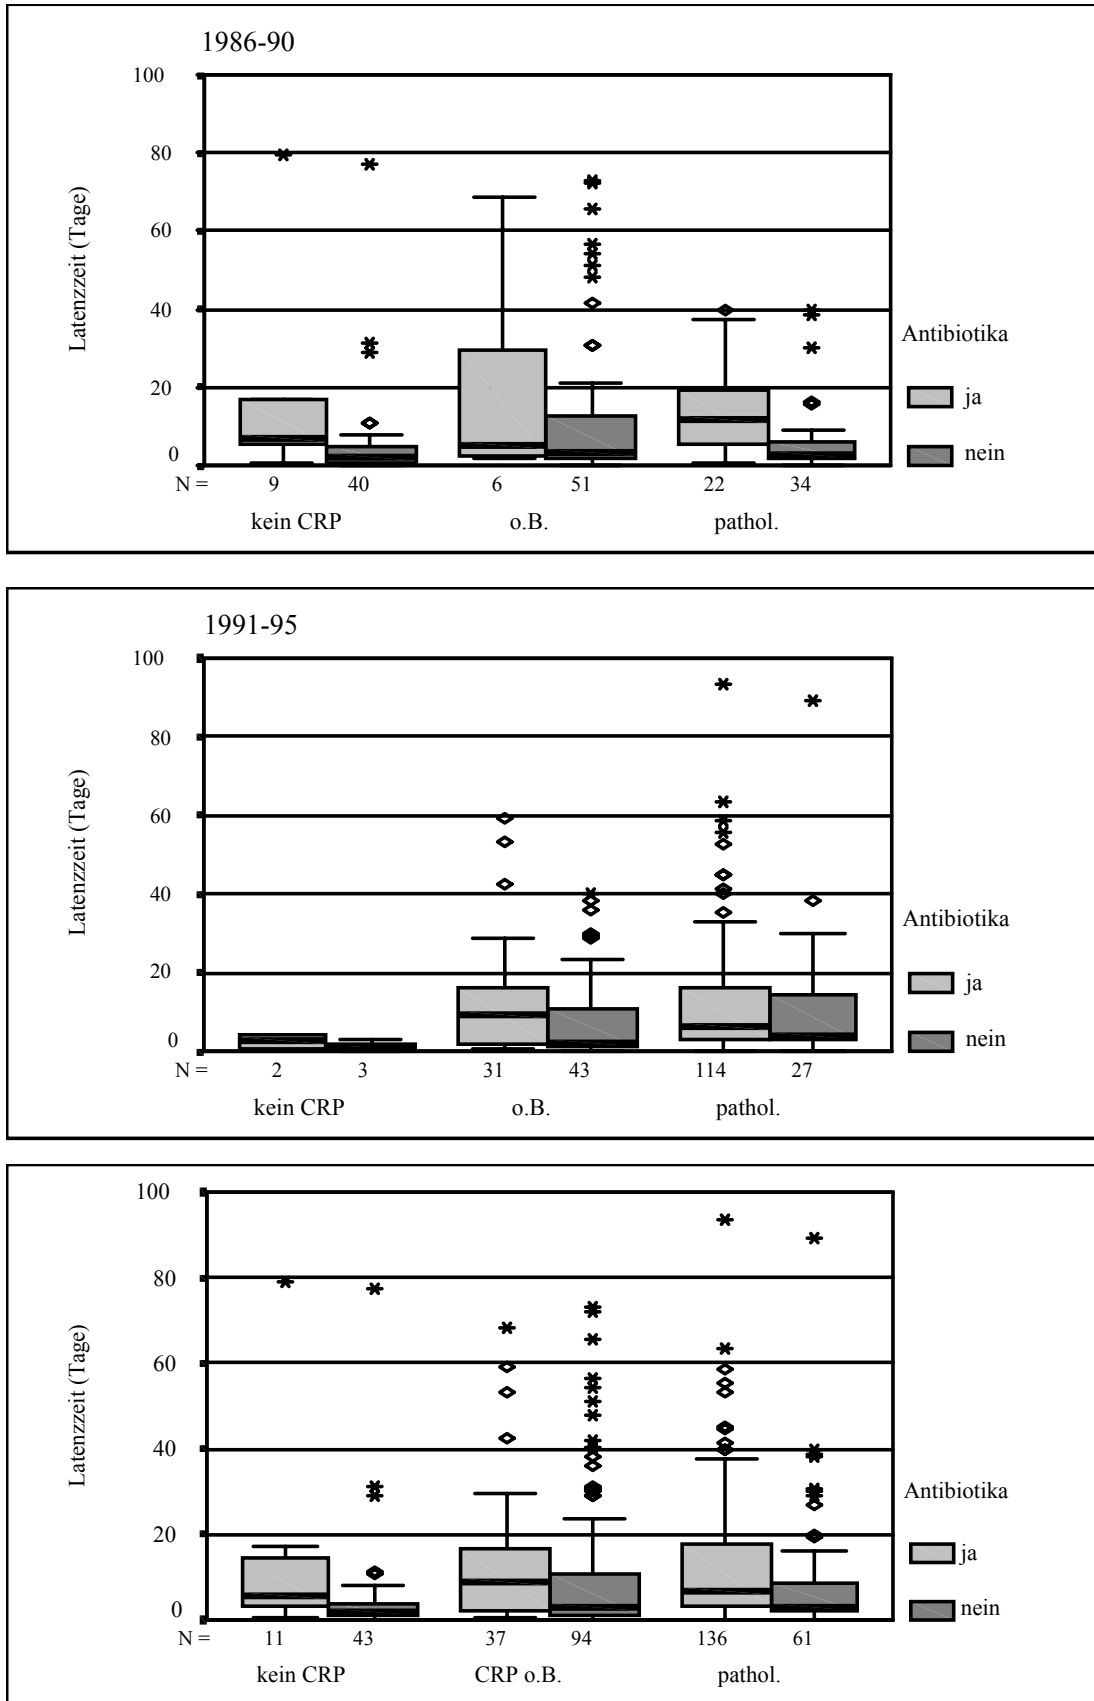 1986-90
100
80
60
40
20
0
Latenzzeit (Tage)
N = 9 40 6 51 22 34
kein CRP o.B. pathol.
Antibiotika
ja
nein
1991-95
100
80
60
40
20
0
Latenzzeit (Tage)
N = 2 3 31 43 114 27
kein CRP o.B. pathol.
Antibiotika
ja
nein
100
80
60
40
20
0
Latenzzeit (Tage)
N = 11 43 37 94 136 61
kein CRP CRP o.B. pathol.
Antibiotika
ja
nein